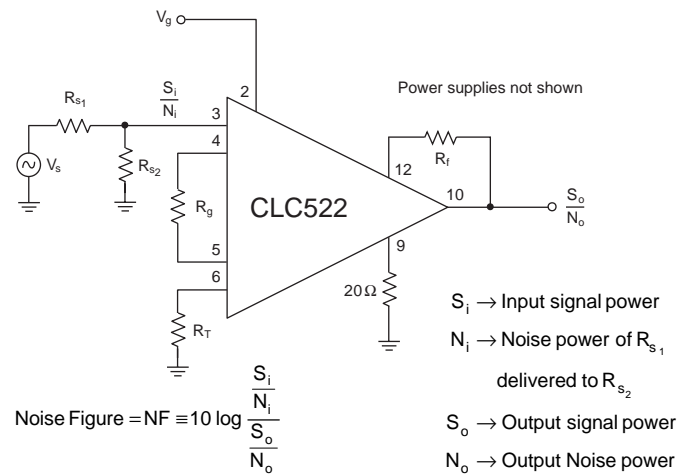 V_g
R_s1
S_i
N_i
2
Power supplies not shown
3
R_f
V_s
R_s2
4
12
R_g
CLC522
10
S_o
N_o
5
9
6
20Ω
R_T
S_i → Input signal power
N_i → Noise power of R_s1
delivered to R_s2
Noise Figure = NF ≡ 10 log
S_i
N_i
S_o
N_o
S_o → Output signal power
N_o → Output Noise power